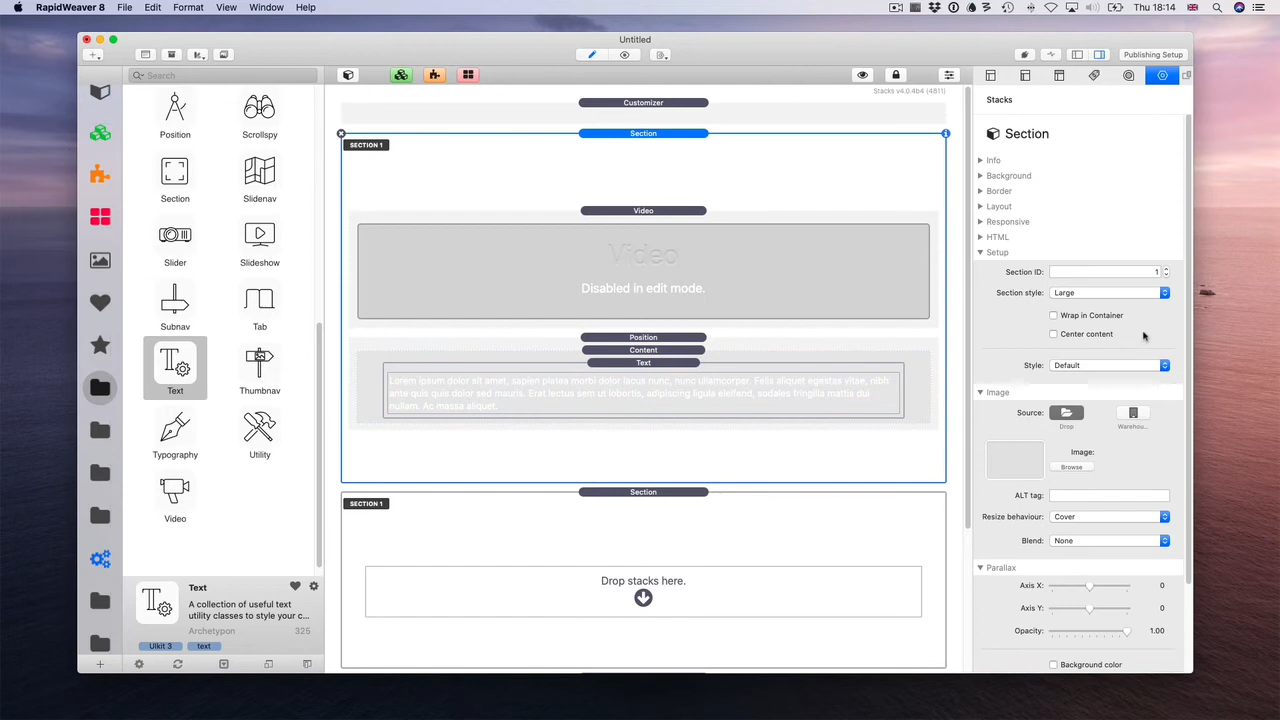 RapidWeaver 8 File Edit Format View Window Help
Thu 18:14
Untitled
Publishing Setup
Search
Stacks v4.0.4b4 (4811)
Position
Scrollspy
Section
Slidenav
Slider
Slideshow
Subnav
Tab
Text
Thumbnav
Typography
Utility
Video
Text
A collection of useful text
utility classes to style your c...
Archetypon 325
UIkit 3 text
Customizer
Section
SECTION 1
Video
Video
Disabled in edit mode.
Position
Content
Text
Lorem ipsum dolor sit amet, sapien platea morbi dolor lacus nunc, nunc ullamcorper. Felis aliquet egestas vitae, nibh
ante quis quis dolor sed mauris. Erat lectus sem ut lobortis, adipiscing ligula eleifend, sodales fringilla mattis dui
nullam. Ac massa aliquet.
Section
SECTION 1
Drop stacks here.
Stacks
Section
Info
Background
Border
Layout
Responsive
HTML
Setup
Section ID: 1
Section style: Large
Wrap in Container
Center content
Style: Default
Image
Source:
Drop
Warehou...
Image:
Browse
ALT tag:
Resize behaviour: Cover
Blend: None
Parallax
Axis X: 0
Axis Y: 0
Opacity: 1.00
Background color